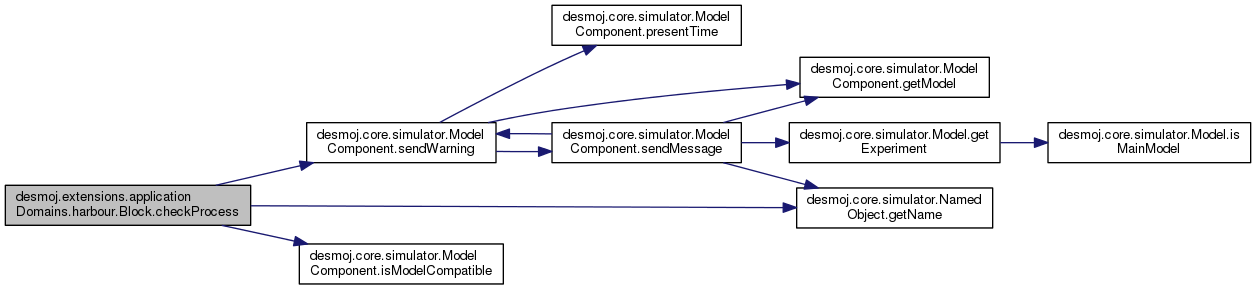 desmoj.core.simulator.Model
Component.presentTime
desmoj.core.simulator.Model
Component.getModel
desmoj.core.simulator.Model
Component.sendWarning
desmoj.core.simulator.Model
Component.sendMessage
desmoj.core.simulator.Model.get
Experiment
desmoj.core.simulator.Model.is
MainModel
desmoj.extensions.application
Domains.harbour.Block.checkProcess
desmoj.core.simulator.Named
Object.getName
desmoj.core.simulator.Model
Component.isModelCompatible